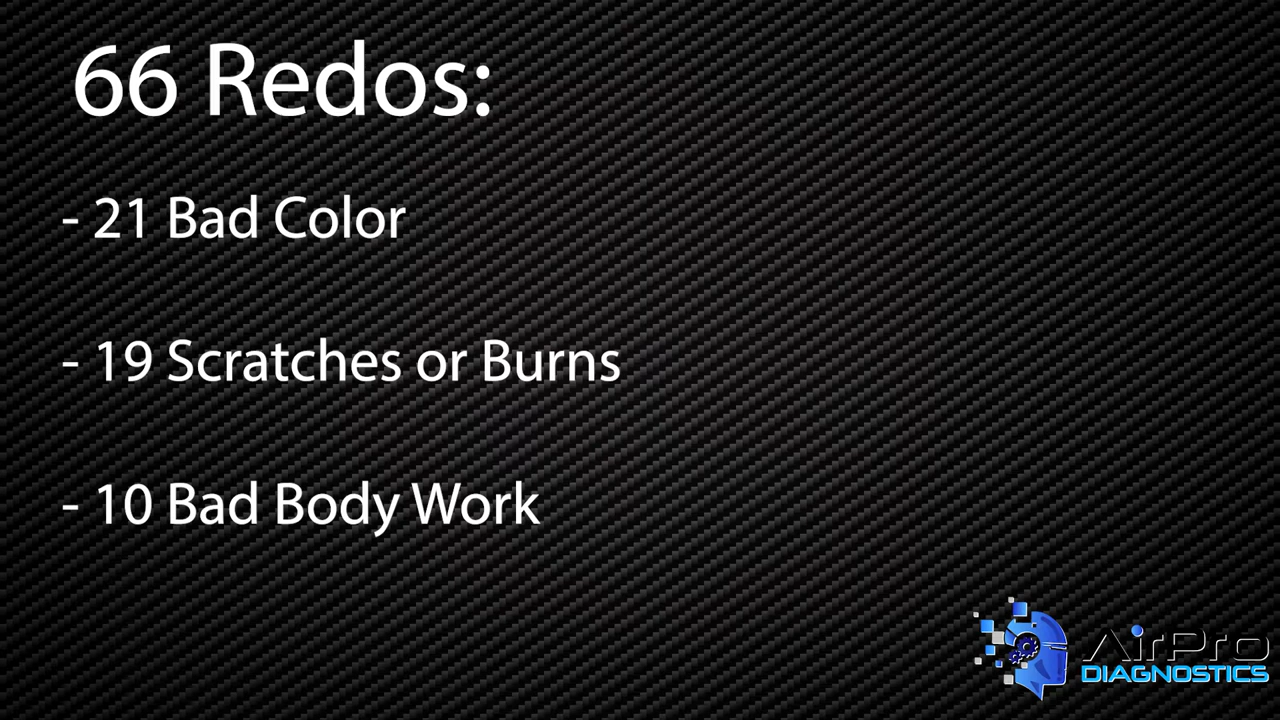 66 Redos:
- 21 Bad Color
- 19 Scratches or Burns
- 10 Bad Body Work
AirPro
DIAGNOSTICS